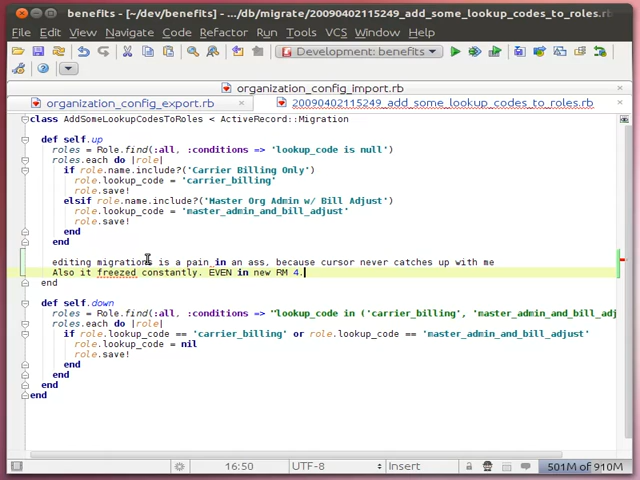 benefits - [~/dev/benefits] - .../db/migrate/20090402115249_add_some_lookup_codes_to_roles.rb
File Edit View Navigate Code Refactor Run Tools VCS Window Help
Development: benefits
organization_config_import.rb
organization_config_export.rb
20090402115249_add_some_lookup_codes_to_roles.rb
class AddSomeLookupCodesToRoles < ActiveRecord::Migration
def self.up
roles = Role.find(:all, :conditions => 'lookup_code is null')
roles.each do |role|
if role.name.include?('Carrier Billing Only')
role.lookup_code = 'carrier_billing'
role.save!
elsif role.name.include?('Master Org Admin w/ Bill Adjust')
role.lookup_code = 'master_admin_and_bill_adjust'
role.save!
end
end
editing migrations is a pain in an ass, because cursor never catches up with me
Also it freezed constantly. EVEN in new RM 4.
end
def self.down
roles = Role.find(:all, :conditions => "lookup_code in ('carrier_billing', 'master_admin_and_bill_adj
roles.each do |role|
if role.lookup_code == 'carrier_billing' or role.lookup_code == 'master_admin_and_bill_adjust'
role.lookup_code = nil
role.save!
end
end
end
end
16:50 UTF-8 Insert 501M of 910M